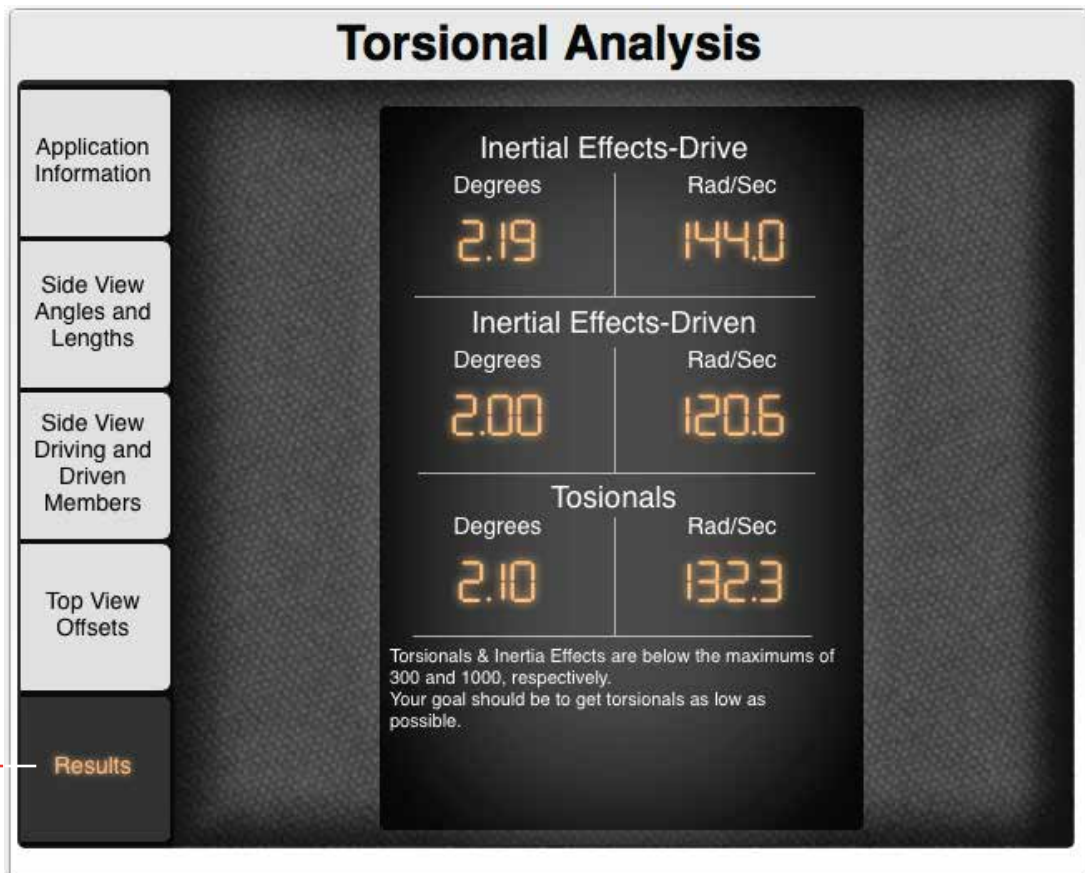 Torsional Analysis
Application
Information
Side View
Angles and
Lengths
Side View
Driving and
Driven
Members
Top View
Offsets
Results
Inertial Effects-Drive
Degrees
Rad/Sec
2.19
144.0
Inertial Effects-Driven
Degrees
Rad/Sec
2.00
120.6
Tosionals
Degrees
Rad/Sec
2.10
132.3
Torsionals & Inertia Effects are below the maximums of
300 and 1000, respectively.
Your goal should be to get torsionals as low as
possible.